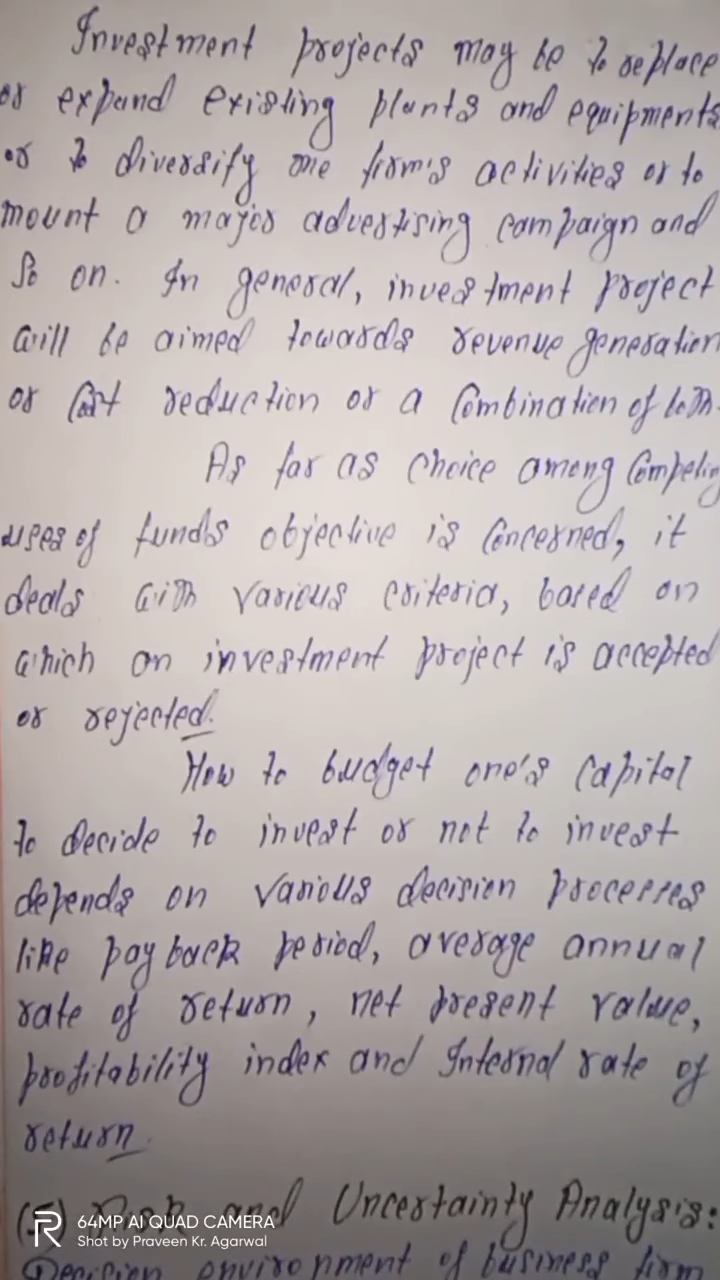 Investment projects may be to replace
or expand existing plants and equipments
or to diversify one firm's activities or to
mount a major advertising campaign and
So on. In general, investment project
will be aimed towards revenue generation
or Cost reduction or a Combination of both.
As far as choice among Competing
uses of funds objective is Concerned, it
deals with various criteria, based on
which an investment project is accepted
or rejected.
How to budget one's capital
to decide to invest or not to invest
depends on various decision processes
like pay back period, average annual
rate of return, net present value,
profitability index and Internal rate of
return.
(5) Risk and Uncertainty Analysis:
64MP AI QUAD CAMERA
Shot by Praveen Kr. Agarwal
Decision environment of business firm